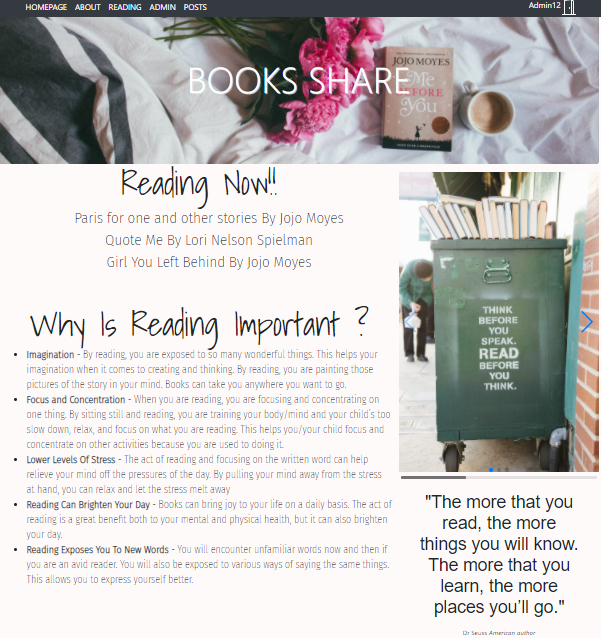 HOMEPAGE ABOUT READING ADMIN POSTS
Admin12
BOOKS SHARE
JOJO MOYES
Me
BEFORE
You
Reading Now!!
Paris for one and other stories By Jojo Moyes
Quote Me By Lori Nelson Spielman
Girl You Left Behind By Jojo Moyes
Why Is Reading Important ?
Imagination - By reading, you are exposed to so many wonderful things. This helps your
imagination when it comes to creating and thinking. By reading, you are painting those
pictures of the story in your mind. Books can take you anywhere you want to go.
Focus and Concentration - When you are reading, you are focusing and concentrating on
one thing. By sitting still and reading, you are training your body/mind and your child's too
slow down, relax, and focus on what you are reading. This helps you/your child focus and
concentrate on other activities because you are used to doing it.
Lower Levels Of Stress - The act of reading and focusing on the written word can help
relieve your mind off the pressures of the day. By pulling your mind away from the stress
at hand, you can relax and let the stress melt away
Reading Can Brighten Your Day - Books can bring joy to your life on a daily basis. The act of
reading is a great benefit both to your mental and physical health, but it can also brighten
your day.
Reading Exposes You To New Words - You will encounter unfamiliar words now and then if
you are an avid reader. You will also be exposed to various ways of saying the same things.
This allows you to express yourself better.
THINK
BEFORE
YOU
SPEAK.
READ
BEFORE
YOU
THINK.
"The more that you
read, the more
things you will know.
The more that you
learn, the more
places you'll go."
Dr Seuss American author